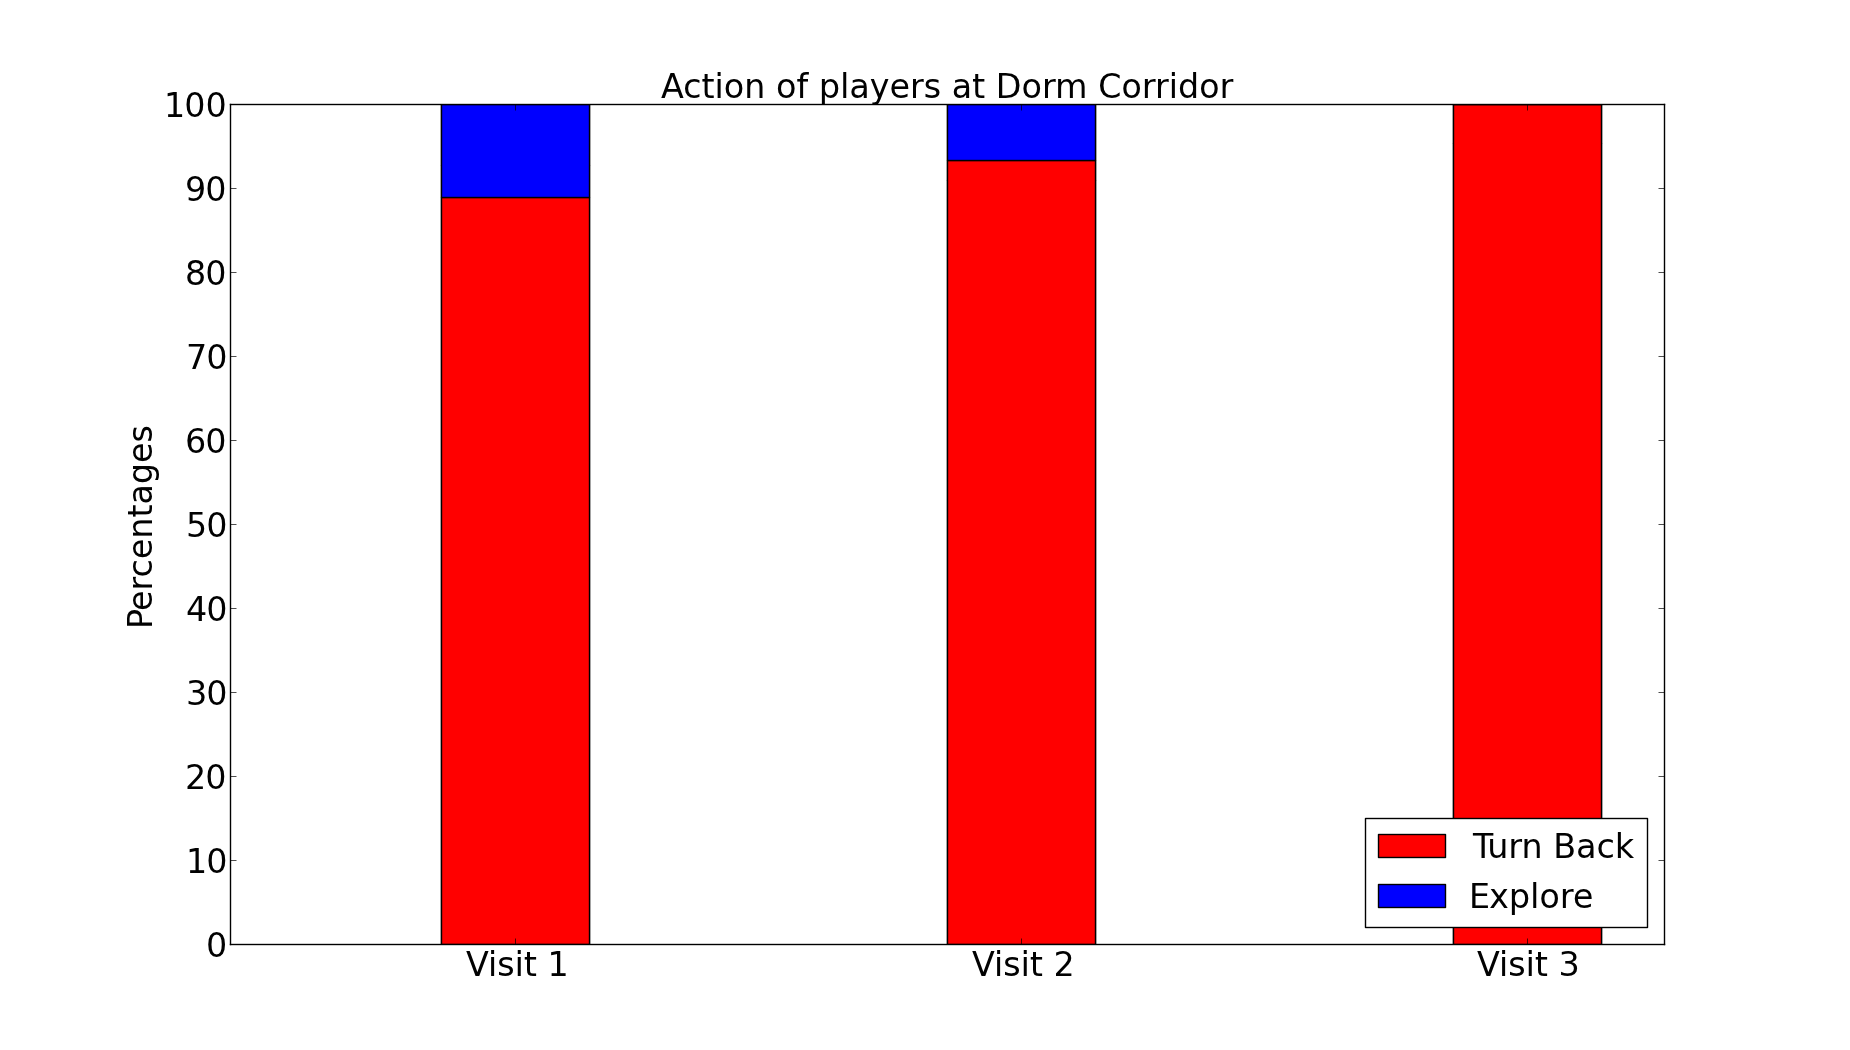 Action of players at Dorm Corridor
Percentages
100
90
80
70
60
50
40
30
20
10
0
Visit 1
Visit 2
Visit 3
Turn Back
Explore